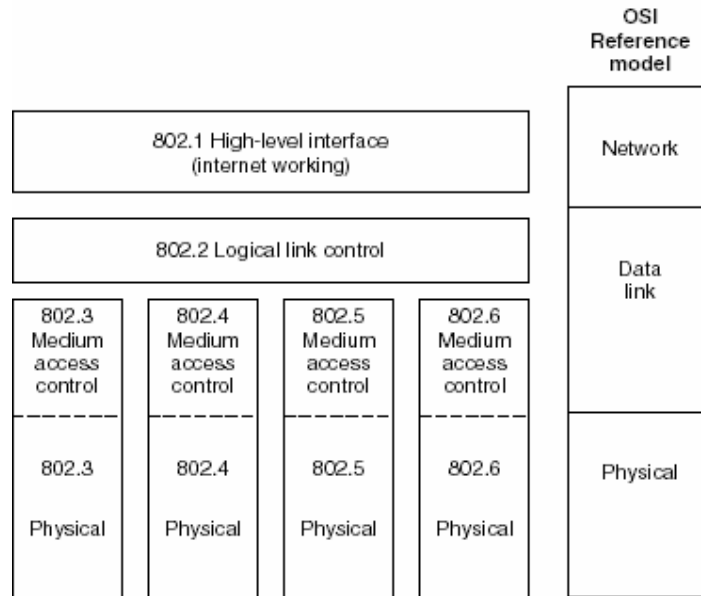 OSI
Reference
model
802.1 High-level interface
(internet working)
Network
802.2 Logical link control
Data
link
802.3
Medium
access
control
802.4
Medium
access
control
802.5
Medium
access
control
802.6
Medium
access
control
802.3
Physical
802.4
Physical
802.5
Physical
802.6
Physical
Physical